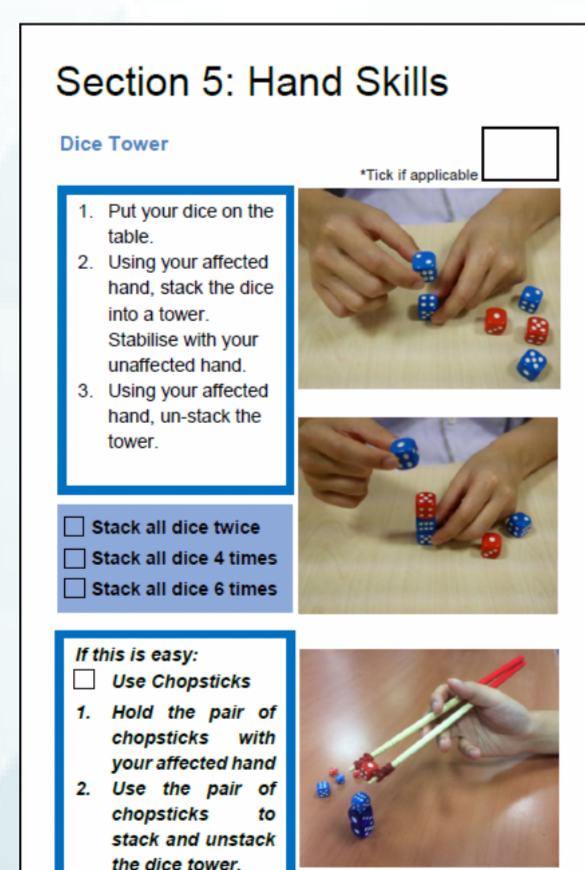 Section 5: Hand Skills
Dice Tower
*Tick if applicable
1. Put your dice on the
table.
2. Using your affected
hand, stack the dice
into a tower.
Stabilise with your
unaffected hand.
3. Using your affected
hand, un-stack the
tower.
Stack all dice twice
Stack all dice 4 times
Stack all dice 6 times
If this is easy:
Use Chopsticks
1. Hold the pair of
chopsticks with
your affected hand
2. Use the pair of
chopsticks to
stack and unstack
the dice tower.